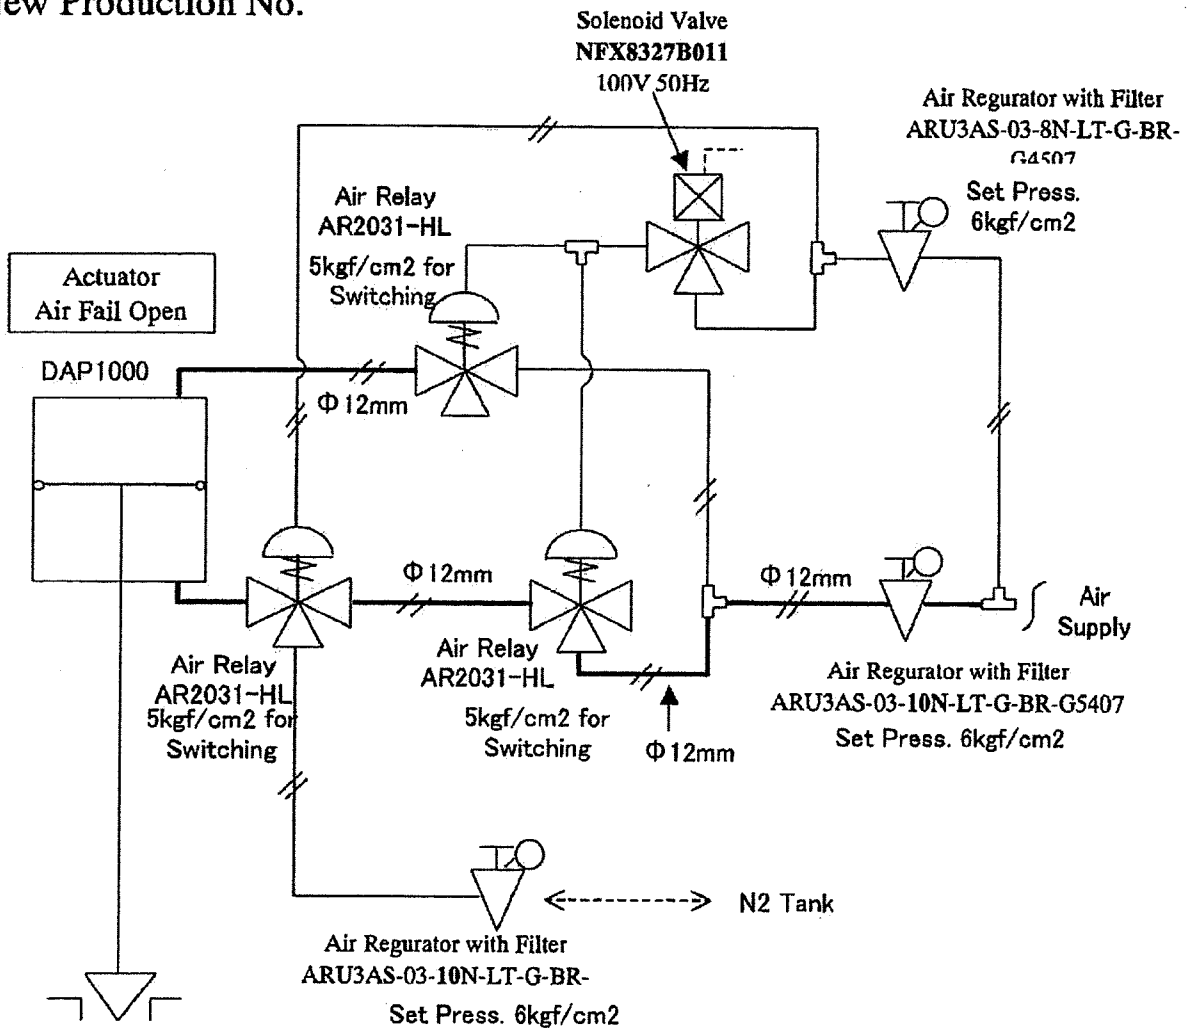 New Production No.
Solenoid Valve
NFX8327B011
100V 50Hz
Air Regurator with Filter
ARU3AS-03-8N-LT-G-BR-
G4507
Set Press.
6kgf/cm2
Air Relay
AR2031-HL
5kgf/cm2 for
Switching
Actuator
Air Fail Open
DAP1000
Φ12mm
Φ12mm
Φ12mm
Air
Supply
Air Relay
AR2031-HL
5kgf/cm2 for
Switching
Air Relay
AR2031-HL
5kgf/cm2 for
Switching
Φ12mm
Air Regurator with Filter
ARU3AS-03-10N-LT-G-BR-G5407
Set Press. 6kgf/cm2
N2 Tank
Air Regurator with Filter
ARU3AS-03-10N-LT-G-BR-
Set Press. 6kgf/cm2